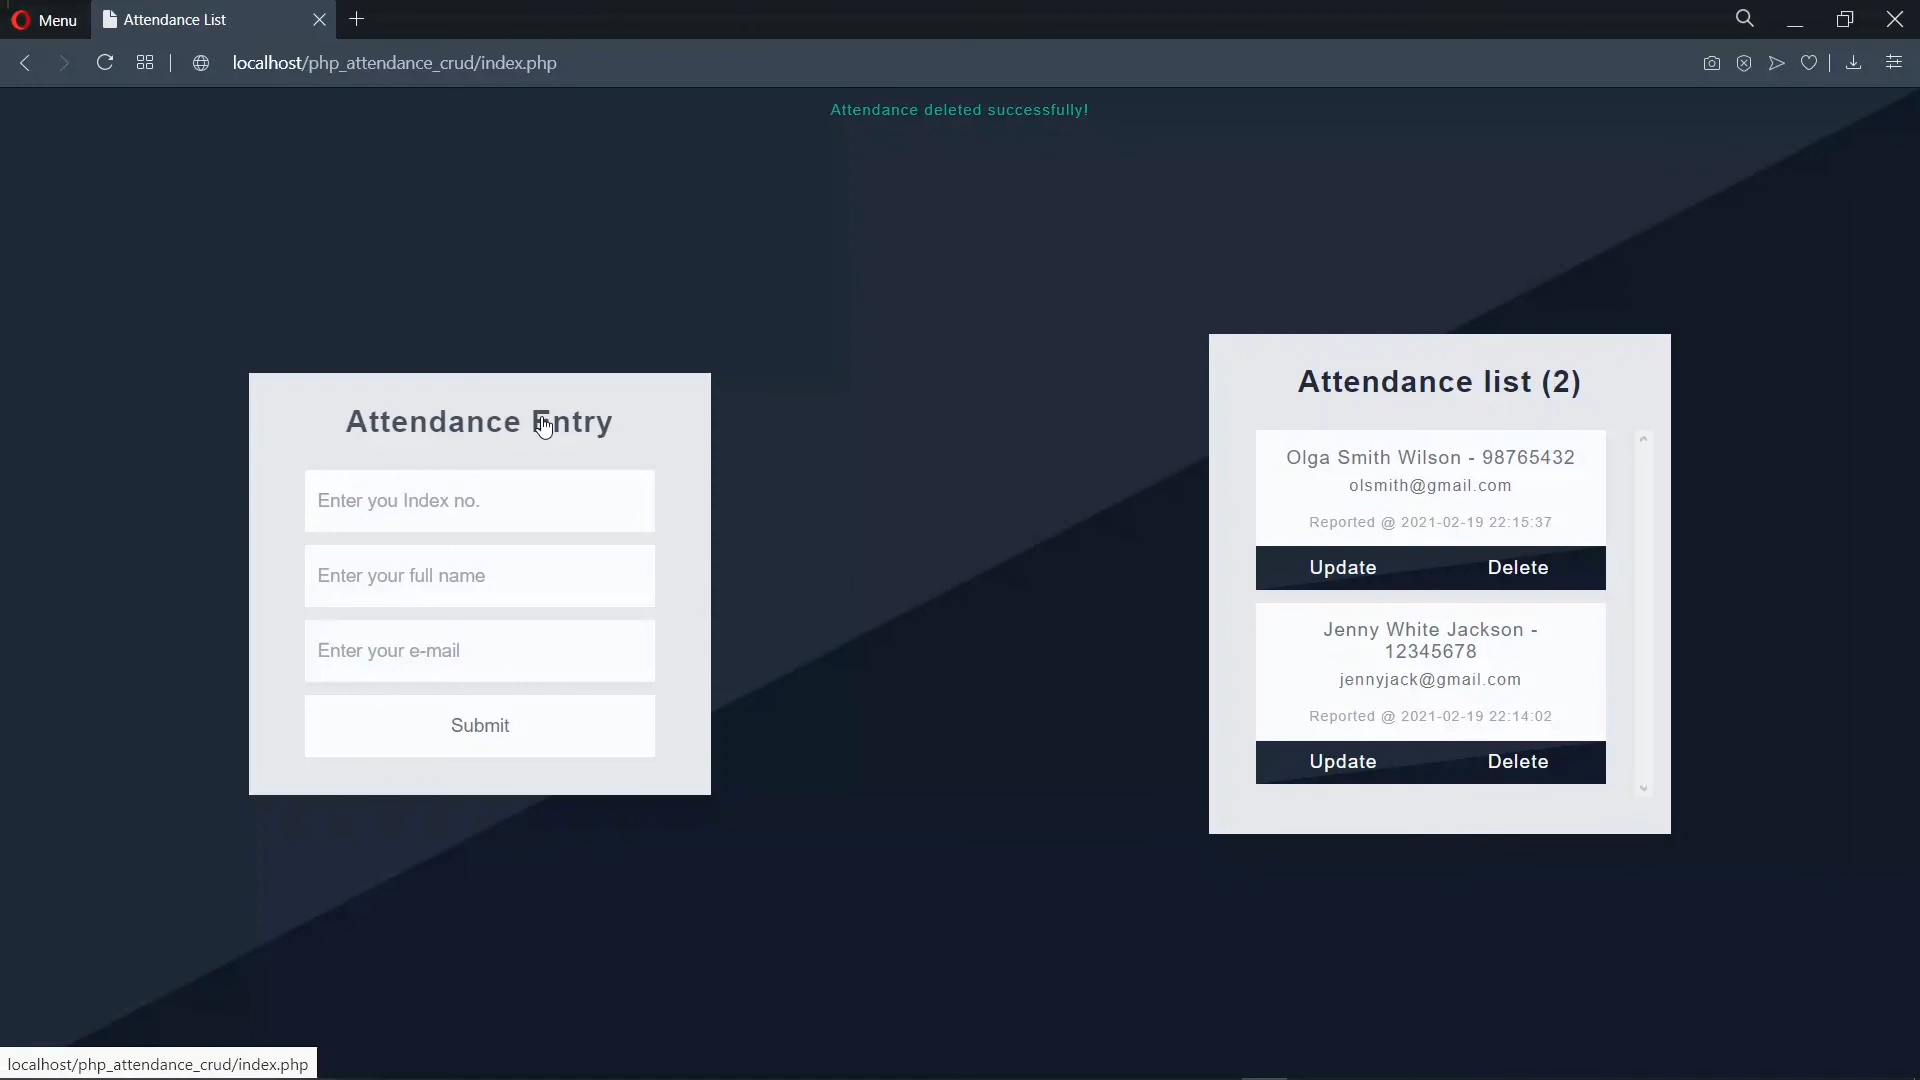 Menu
Attendance List
localhost/php_attendance_crud/index.php
Attendance deleted successfully!
Attendance Entry
Enter you Index no.
Enter your full name
Enter your e-mail
Submit
Attendance list (2)
Olga Smith Wilson - 98765432
olsmith@gmail.com
Reported @ 2021-02-19 22:15:37
Update Delete
Jenny White Jackson -
12345678
jennyjack@gmail.com
Reported @ 2021-02-19 22:14:02
Update Delete
localhost/php_attendance_crud/index.php